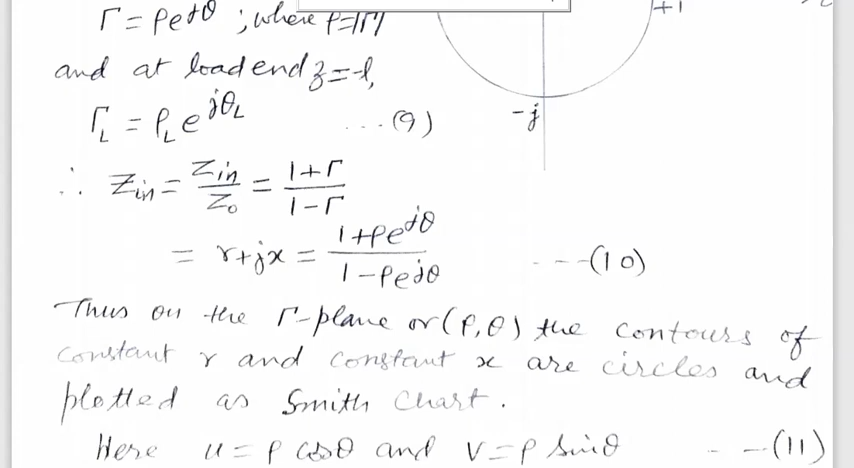 Γ = ρe^jθ ; where ρ=|Γ|
+1
and at load end z=-l,
Γ_L = ρ_L e^jθ_L ...(9)
-j
∴ Z_in = Z_in/Z_0 = 1+Γ/1-Γ
= r+jx = 1+ρe^jθ/1-ρe^jθ ---(10)
Thus on the Γ-plane or (ρ,θ) the contours of
constant r and constant x are circles and
plotted as Smith Chart.
Here u = ρ cosθ and v = ρ sinθ --(11)